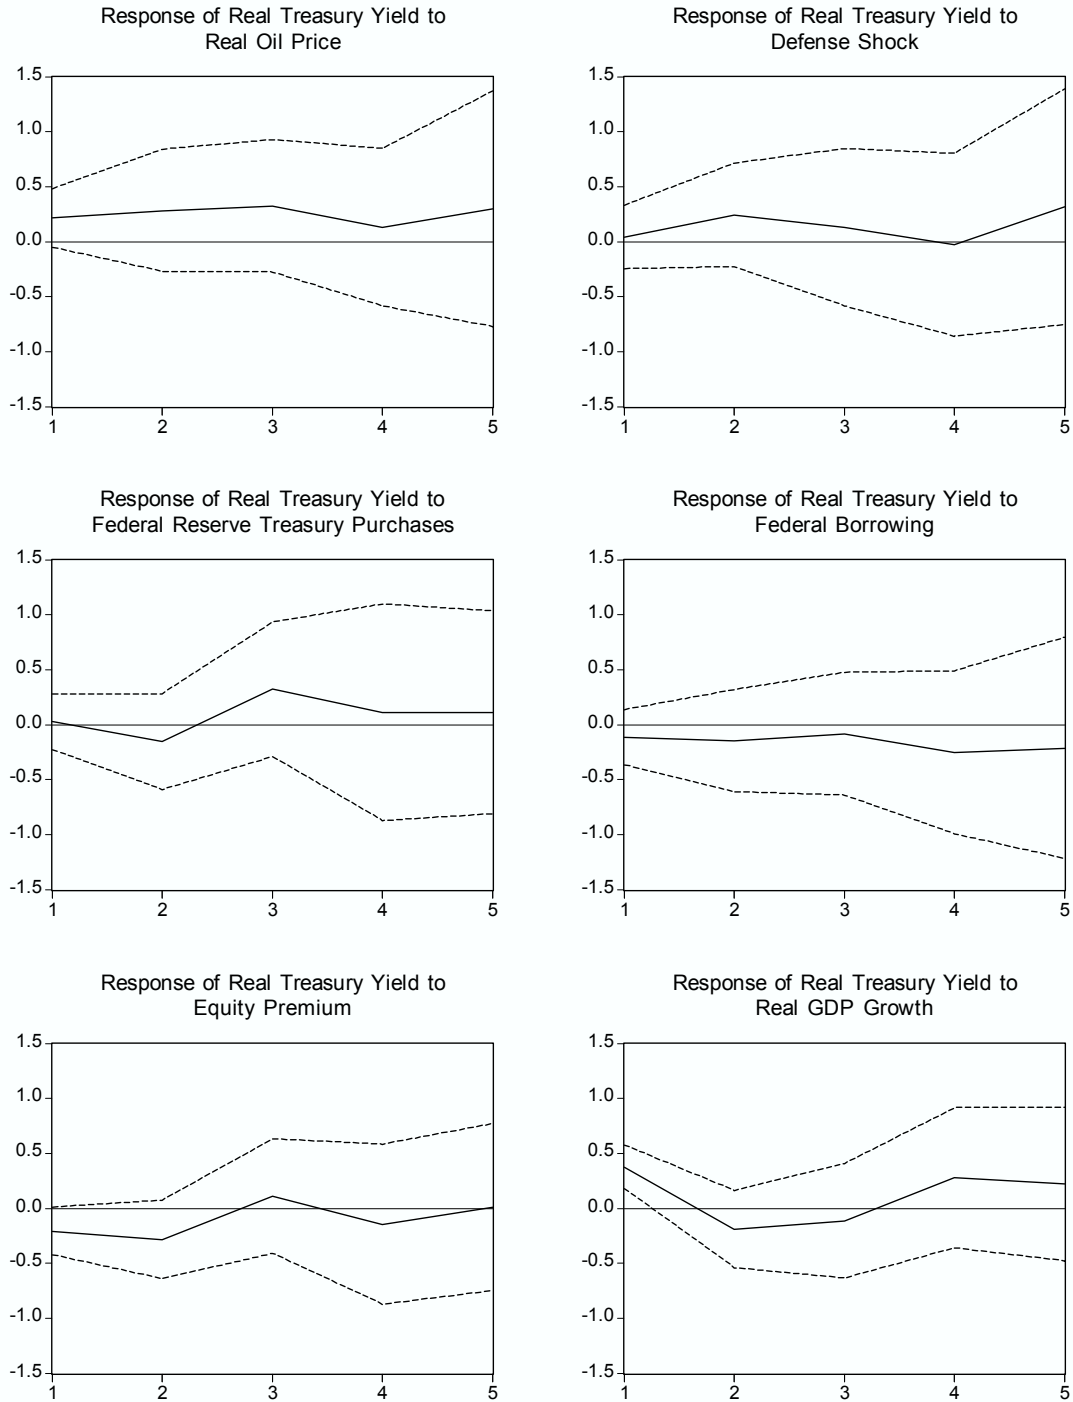 Response of Real Treasury Yield to
Real Oil Price
1.5
1.0
0.5
0.0
-0.5
-1.0
-1.5
1 2 3 4 5
Response of Real Treasury Yield to
Defense Shock
1.5
1.0
0.5
0.0
-0.5
-1.0
-1.5
1 2 3 4 5
Response of Real Treasury Yield to
Federal Reserve Treasury Purchases
1.5
1.0
0.5
0.0
-0.5
-1.0
-1.5
1 2 3 4 5
Response of Real Treasury Yield to
Federal Borrowing
1.5
1.0
0.5
0.0
-0.5
-1.0
-1.5
1 2 3 4 5
Response of Real Treasury Yield to
Equity Premium
1.5
1.0
0.5
0.0
-0.5
-1.0
-1.5
1 2 3 4 5
Response of Real Treasury Yield to
Real GDP Growth
1.5
1.0
0.5
0.0
-0.5
-1.0
-1.5
1 2 3 4 5